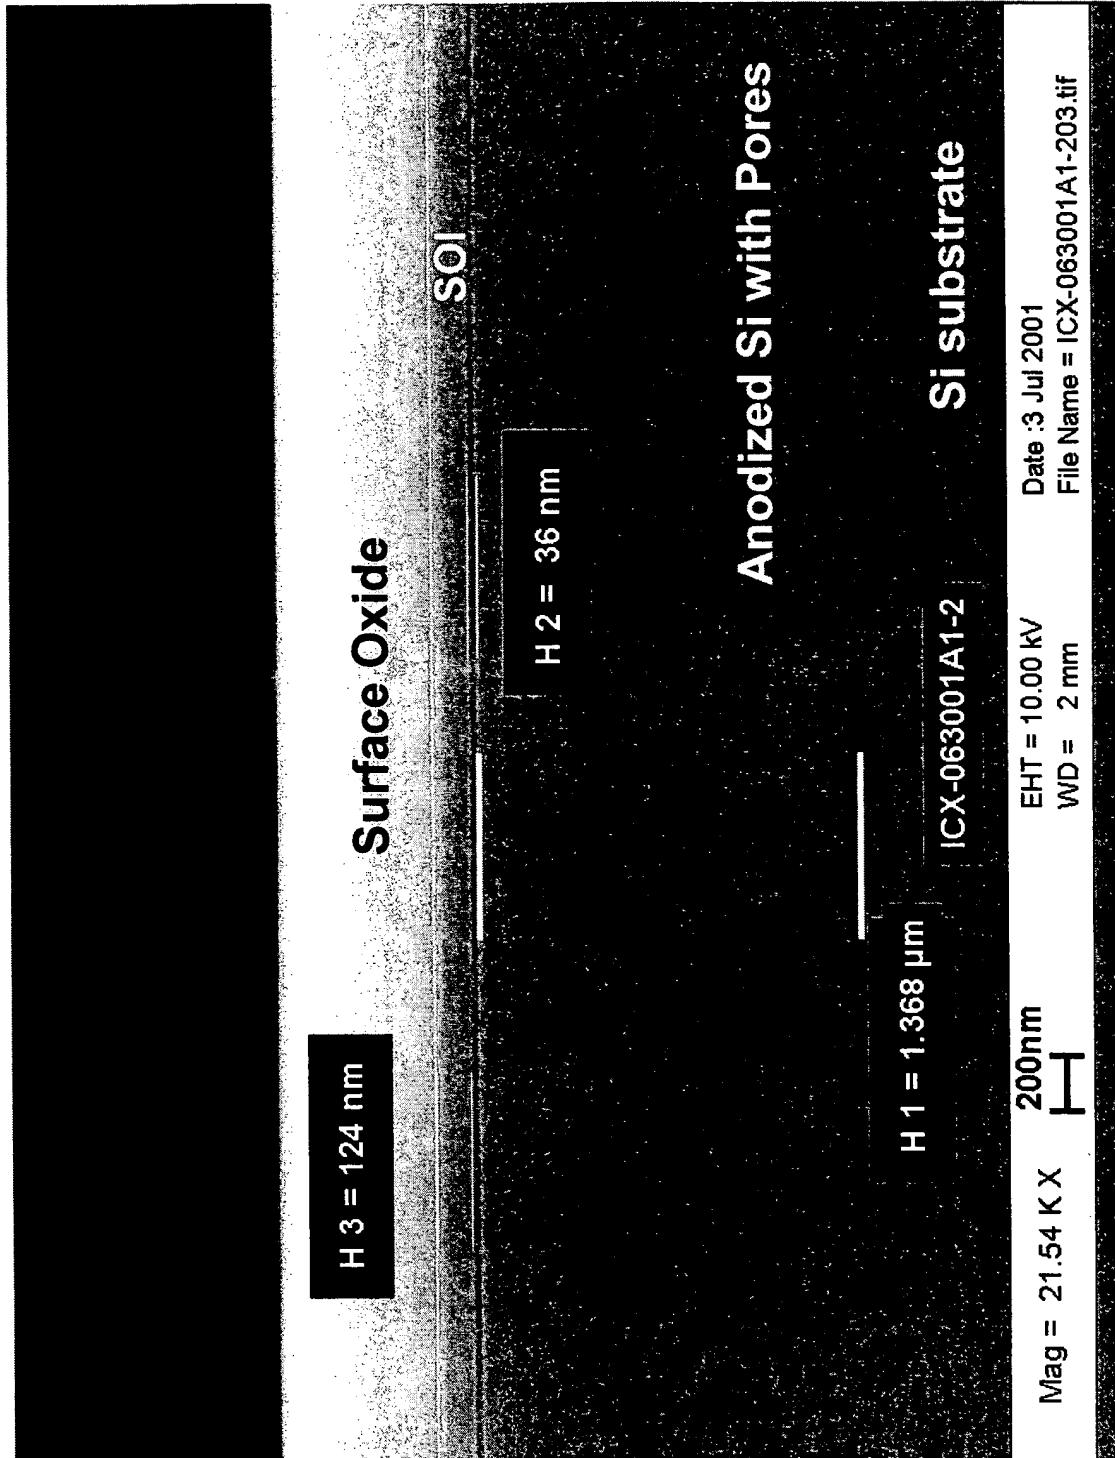 H 3 = 124 nm
Surface Oxide
SOI
H 2 = 36 nm
Anodized Si with Pores
H 1 = 1.368 µm
ICX-063001A1-2
Si substrate
Mag = 21.54 K X
200nm
EHT = 10.00 kV
WD = 2 mm
Date :3 Jul 2001
File Name = ICX-063001A1-203.tif